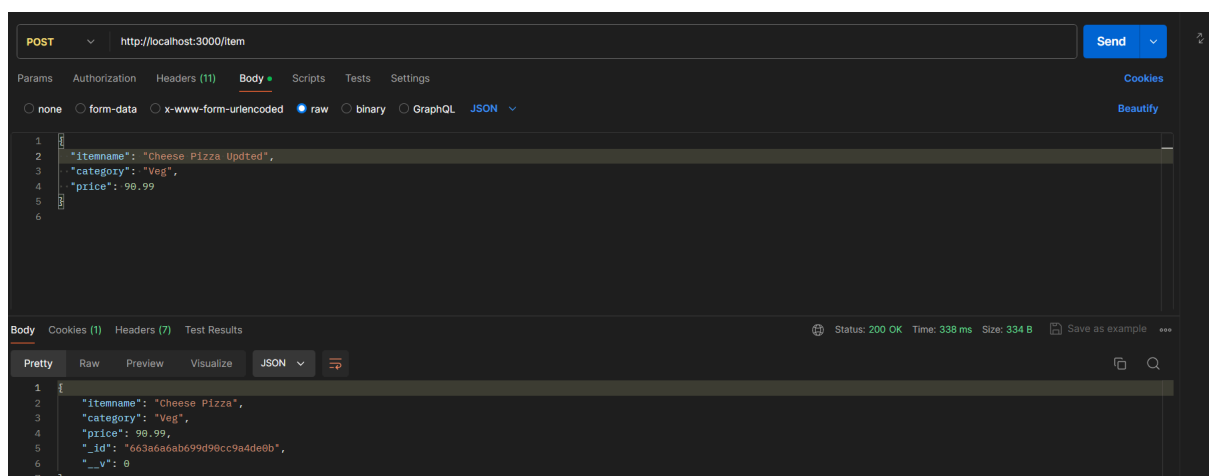 POST http://localhost:3000/item Send
Params Authorization Headers (11) Body Scripts Tests Settings Cookies
none form-data x-www-form-urlencoded raw binary GraphQL JSON Beautify
1 {
2 "itemname": "Cheese Pizza Updted",
3 "category": "Veg",
4 "price": 90.99
5 }
6
Body Cookies (1) Headers (7) Test Results Status: 200 OK Time: 338 ms Size: 334 B Save as example
Pretty Raw Preview Visualize JSON
1 {
2 "itemname": "Cheese Pizza",
3 "category": "Veg",
4 "price": 90.99,
5 "_id": "663a6a6ab699d90cc9a4de0b",
6 "__v": 0